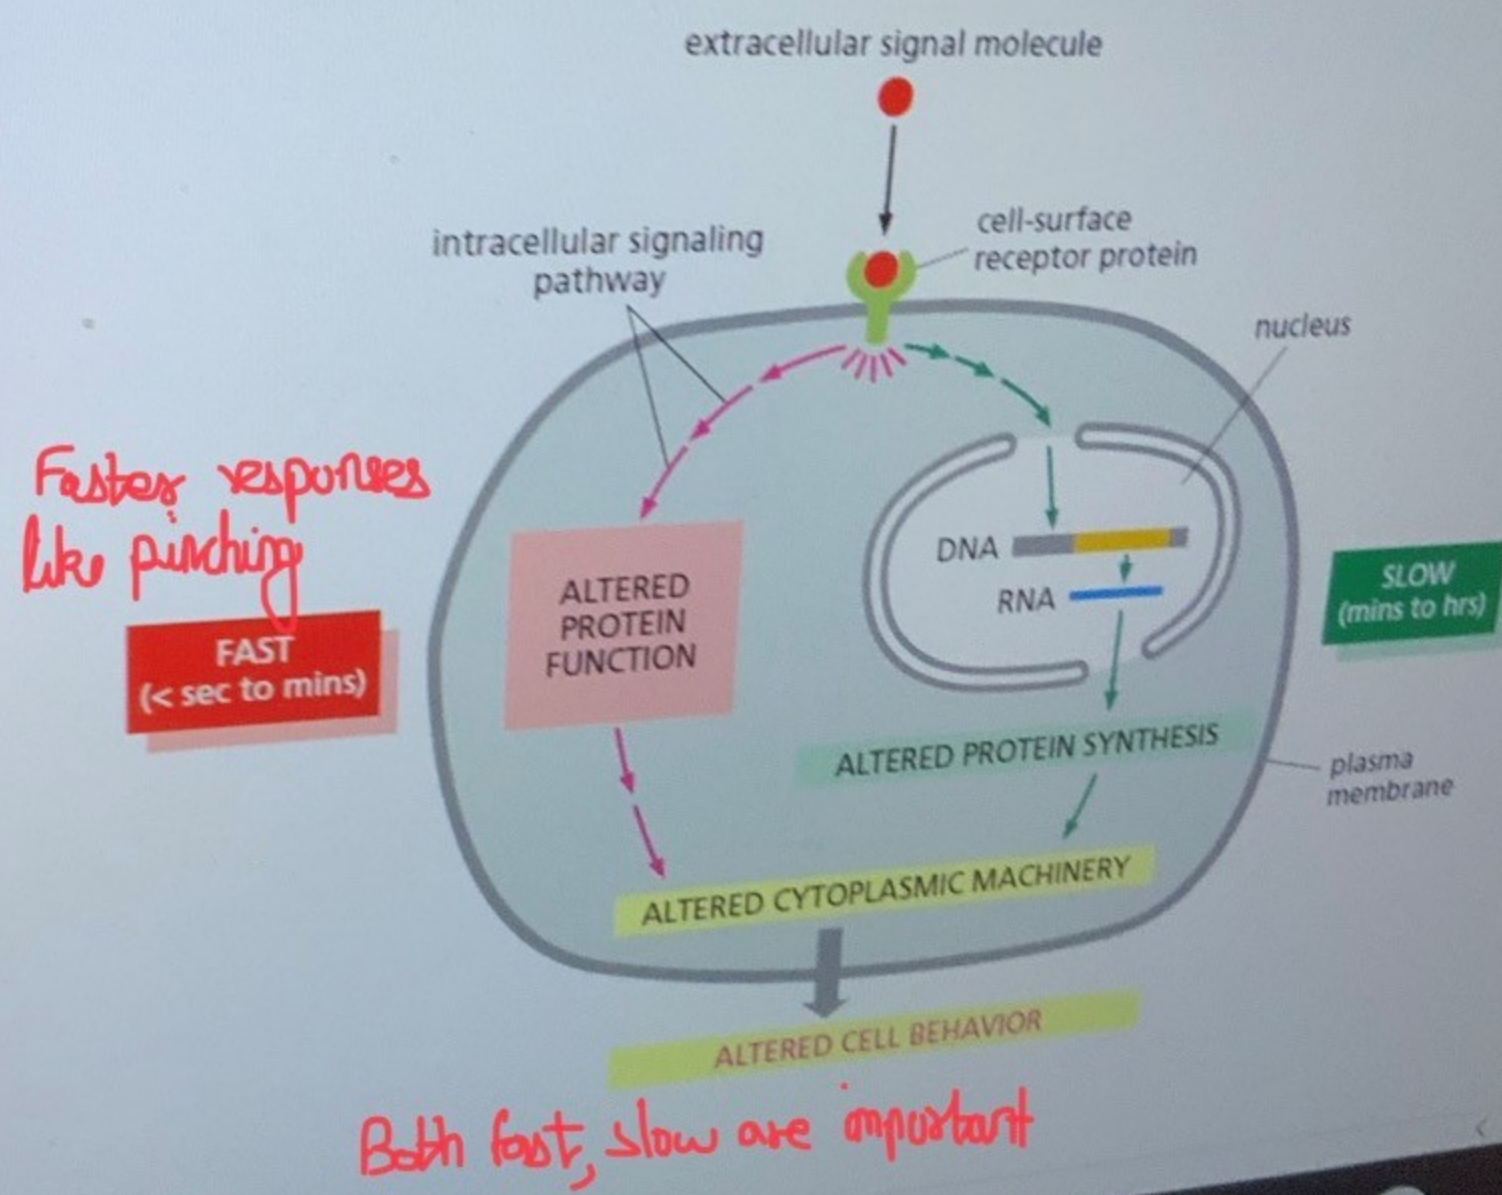 extracellular signal molecule
cell-surface
receptor protein
intracellular signaling
pathway
nucleus
Faster responses
like pinching
DNA
RNA
ALTERED
PROTEIN
FUNCTION
SLOW
(mins to hrs)
FAST
(< sec to mins)
ALTERED PROTEIN SYNTHESIS
plasma
membrane
ALTERED CYTOPLASMIC MACHINERY
ALTERED CELL BEHAVIOR
Both fast, slow are important